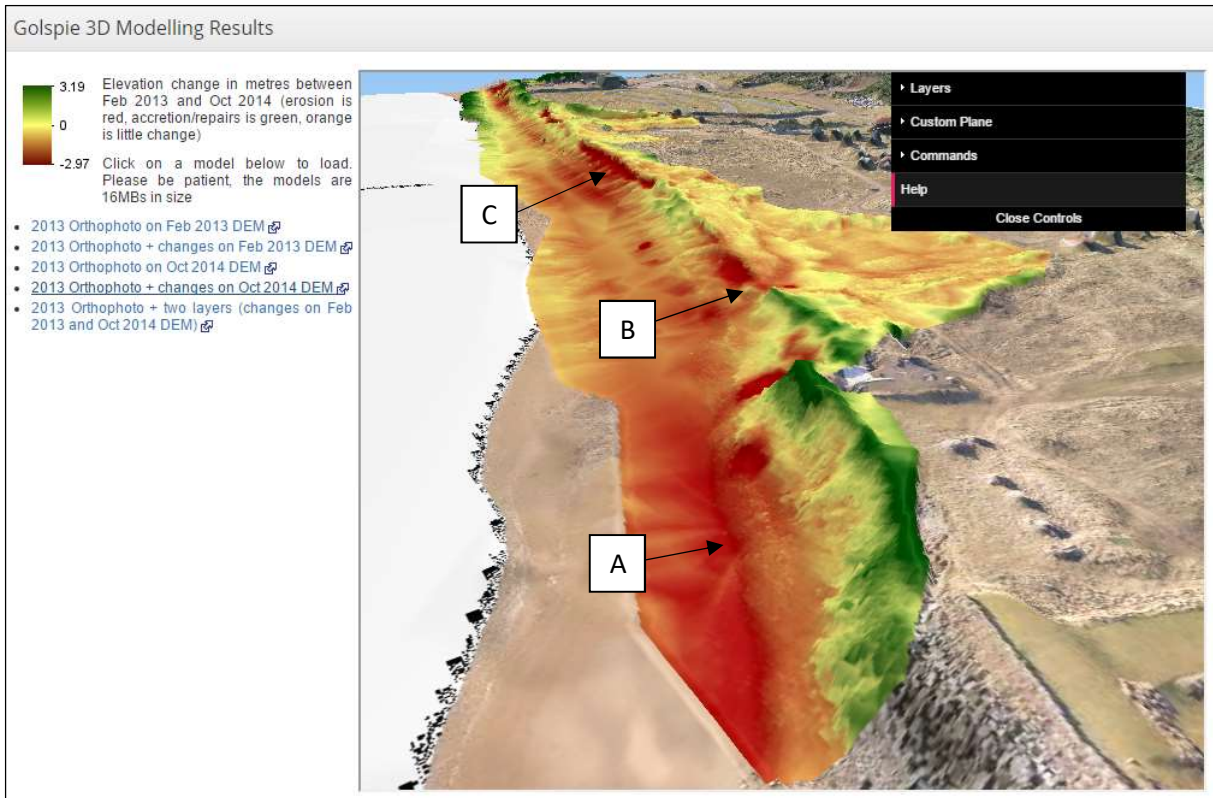 Golspie 3D Modelling Results
3.19
0
-2.97
Elevation change in metres between
Feb 2013 and Oct 2014 (erosion is
red, accretion/repairs is green, orange
is little change)
Click on a model below to load.
Please be patient, the models are
16MBs in size
• 2013 Orthophoto on Feb 2013 DEM
• 2013 Orthophoto + changes on Feb 2013 DEM
• 2013 Orthophoto on Oct 2014 DEM
• 2013 Orthophoto + changes on Oct 2014 DEM
• 2013 Orthophoto + two layers (changes on Feb
2013 and Oct 2014 DEM)
Layers
Custom Plane
Commands
Help
Close Controls
C
B
A